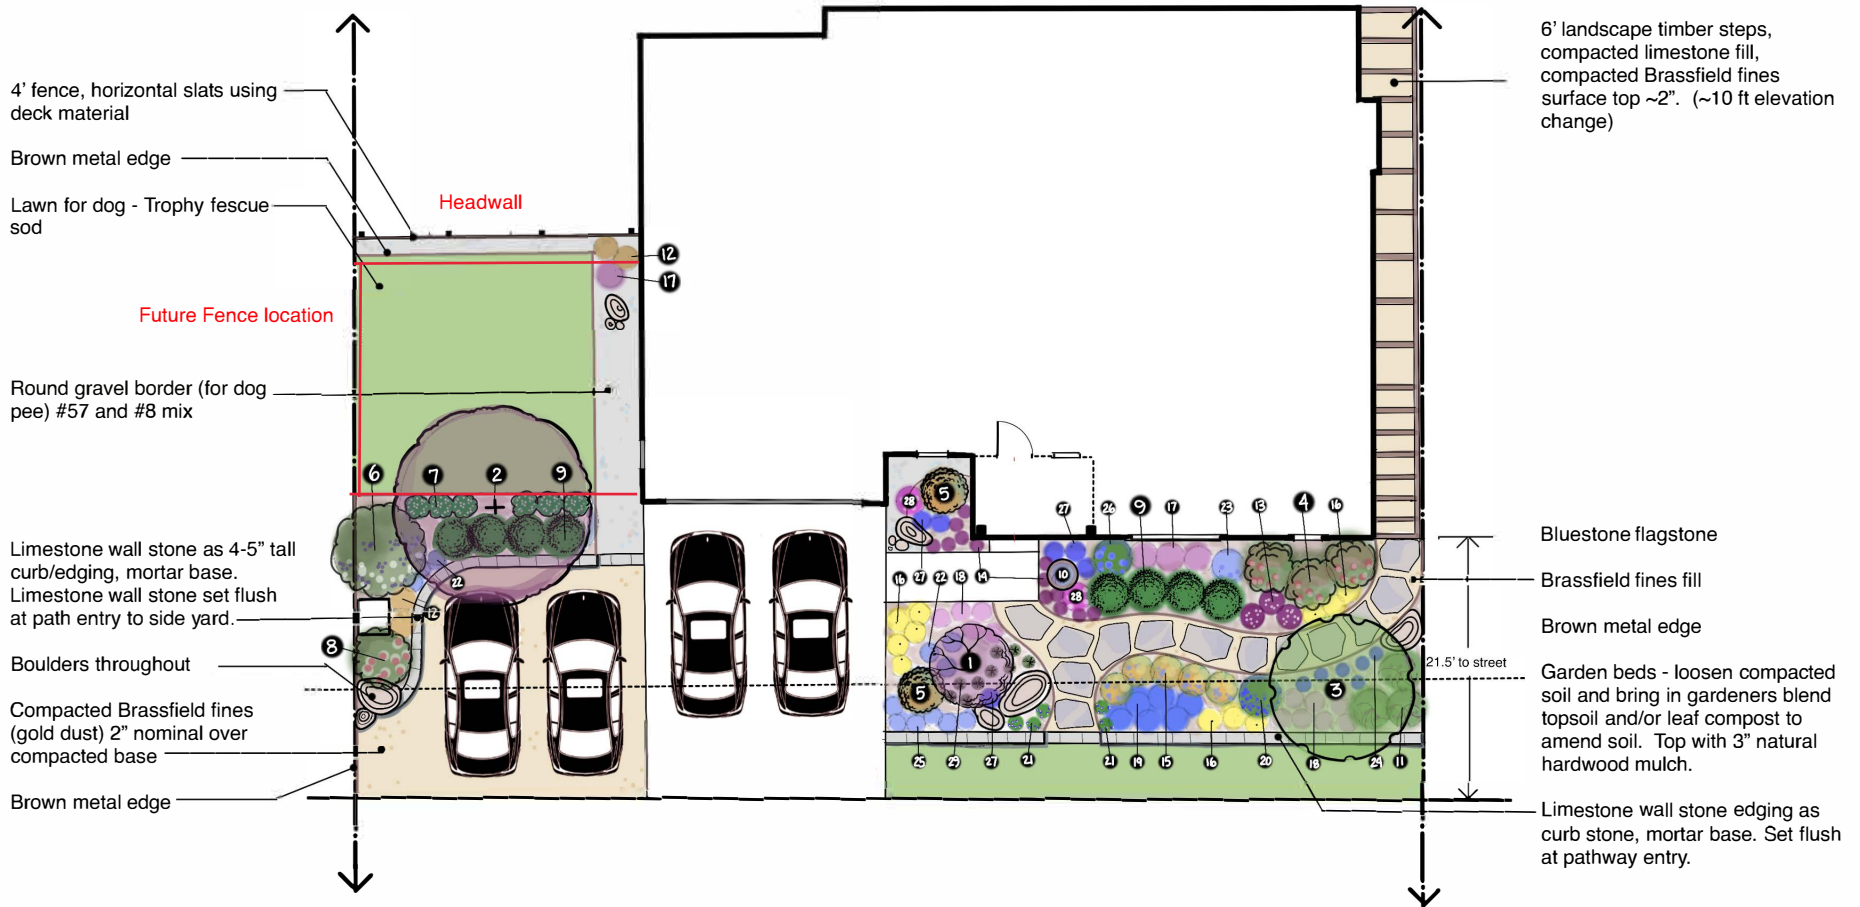 4’ fence, horizontal slats using
deck material
Brown metal edge
Lawn for dog - Trophy fescue
sod
Headwall
Future Fence location
Round gravel border (for dog
pee) #57 and #8 mix
Limestone wall stone as 4-5” tall
curb/edging, mortar base.
Limestone wall stone set flush
at path entry to side yard.
Boulders throughout
Compacted Brassfield fines
(gold dust) 2” nominal over
compacted base
Brown metal edge
12
17
6
7
2
9
22
12
8
28
5
27
26
9
17
23
13
4
16
16
27
22
18
14
10
28
1
5
3
25
29
27
21
21
19
15
16
20
18
24
11
6’ landscape timber steps,
compacted limestone fill,
compacted Brassfield fines
surface top ~2”. (~10 ft elevation
change)
Bluestone flagstone
Brassfield fines fill
Brown metal edge
21.5’ to street
Garden beds - loosen compacted
soil and bring in gardeners blend
topsoil and/or leaf compost to
amend soil. Top with 3” natural
hardwood mulch.
Limestone wall stone edging as
curb stone, mortar base. Set flush
at pathway entry.